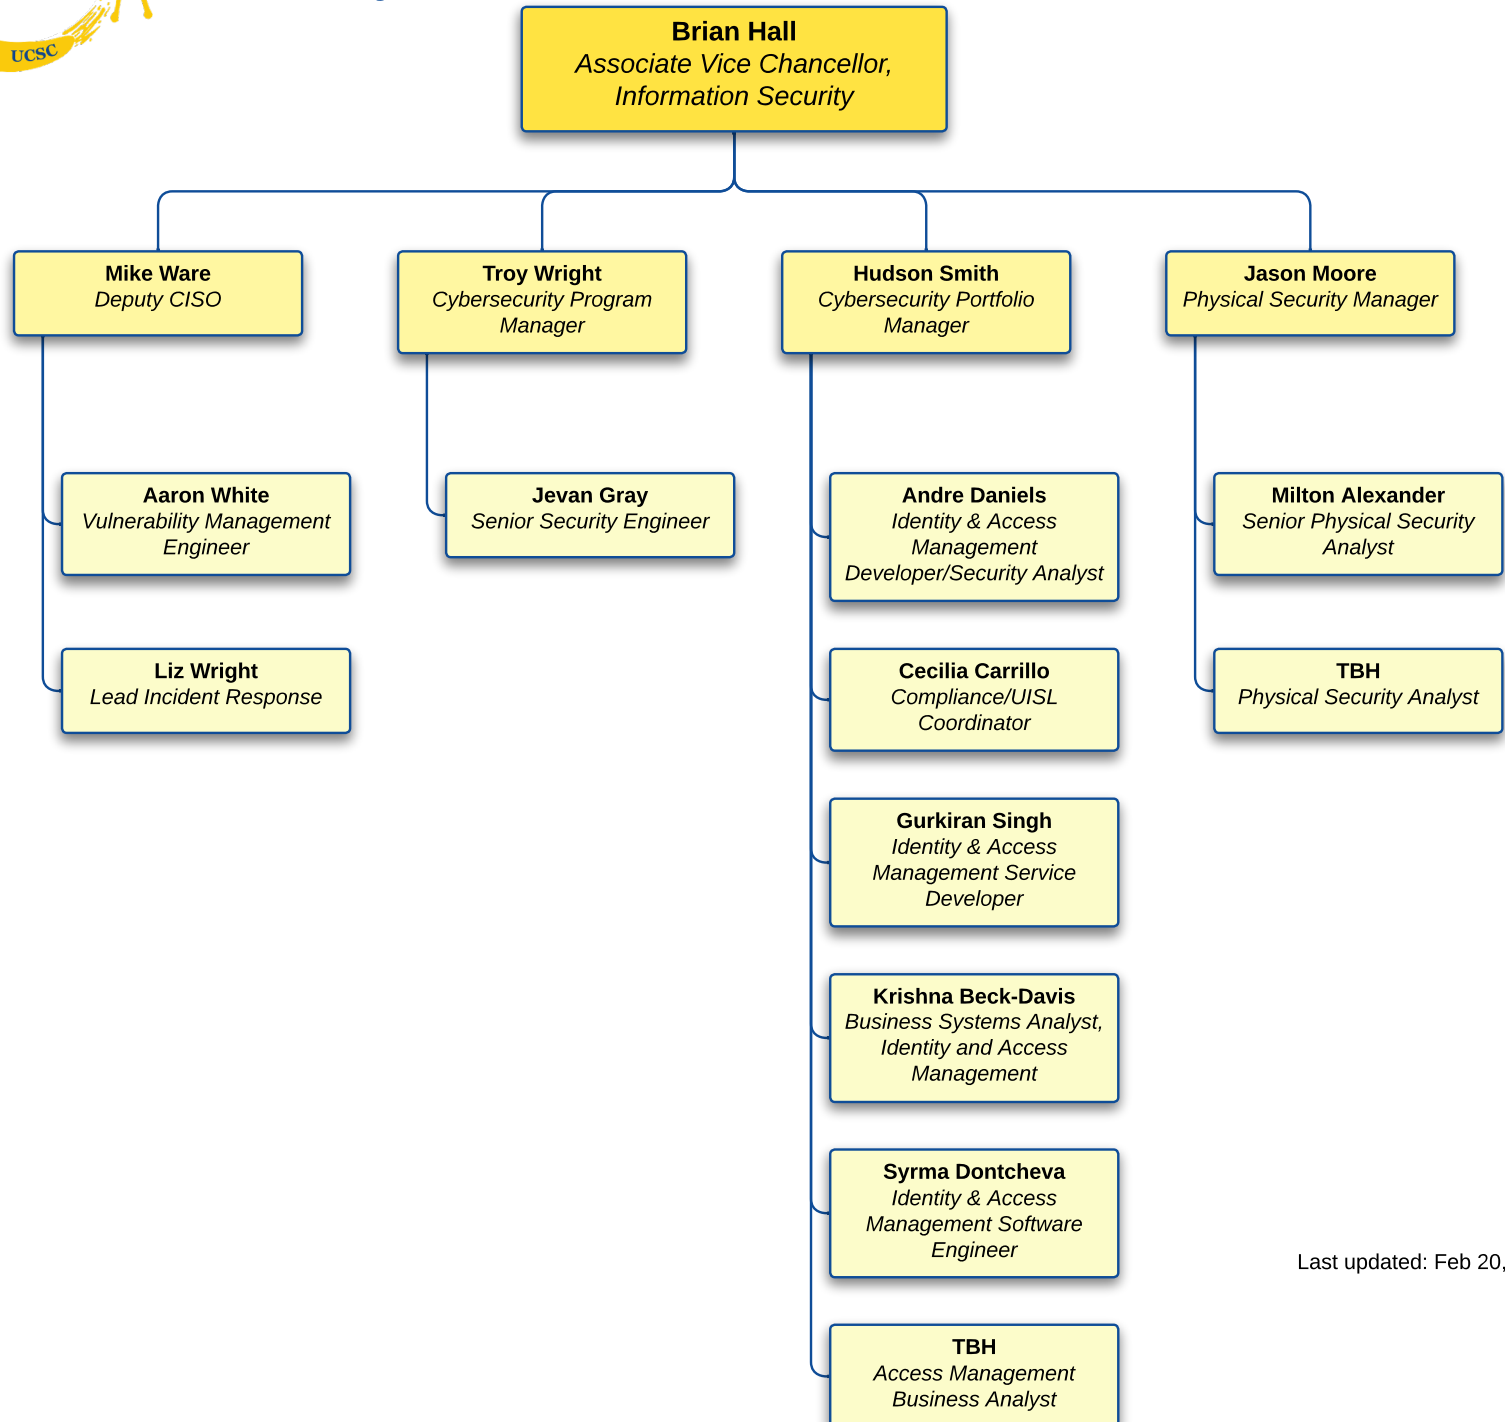 UCSC
Brian Hall
Associate Vice Chancellor,
Information Security
Mike Ware
Deputy CISO
Troy Wright
Cybersecurity Program
Manager
Hudson Smith
Cybersecurity Portfolio
Manager
Jason Moore
Physical Security Manager
Aaron White
Vulnerability Management
Engineer
Liz Wright
Lead Incident Response
Jevan Gray
Senior Security Engineer
Andre Daniels
Identity & Access
Management
Developer/Security Analyst
Cecilia Carrillo
Compliance/UISL
Coordinator
Gurkiran Singh
Identity & Access
Management Service
Developer
Krishna Beck-Davis
Business Systems Analyst,
Identity and Access
Management
Syrma Dontcheva
Identity & Access
Management Software
Engineer
TBH
Access Management
Business Analyst
Milton Alexander
Senior Physical Security
Analyst
TBH
Physical Security Analyst
Last updated: Feb 20,